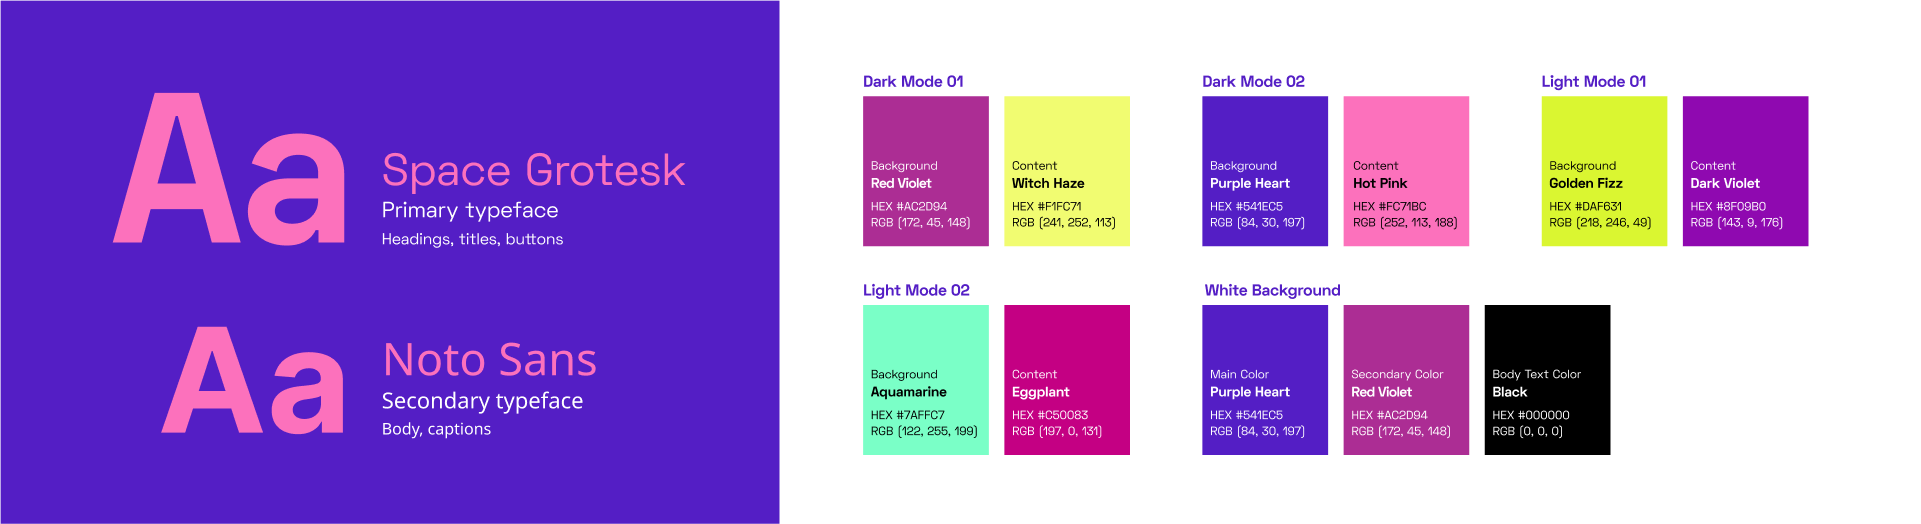 Aa
Space Grotesk
Primary typeface
Headings, titles, buttons
Aa
Noto Sans
Secondary typeface
Body, captions
Dark Mode 01
Background
Red Violet
HEX #AC2D94
RGB (172, 45, 148)
Content
Witch Haze
HEX #F1FC71
RGB (241, 252, 113)
Dark Mode 02
Background
Purple Heart
HEX #541EC5
RGB (84, 30, 197)
Content
Hot Pink
HEX #FC71BC
RGB (252, 113, 188)
Light Mode 01
Background
Golden Fizz
HEX #DAF631
RGB (218, 246, 49)
Content
Dark Violet
HEX #8F09B0
RGB (143, 9, 176)
Light Mode 02
Background
Aquamarine
HEX #7AFFC7
RGB (122, 255, 199)
Content
Eggplant
HEX #C50083
RGB (197, 0, 131)
White Background
Main Color
Purple Heart
HEX #541EC5
RGB (84, 30, 197)
Secondary Color
Red Violet
HEX #AC2D94
RGB (172, 45, 148)
Body Text Color
Black
HEX #000000
RGB (0, 0, 0)